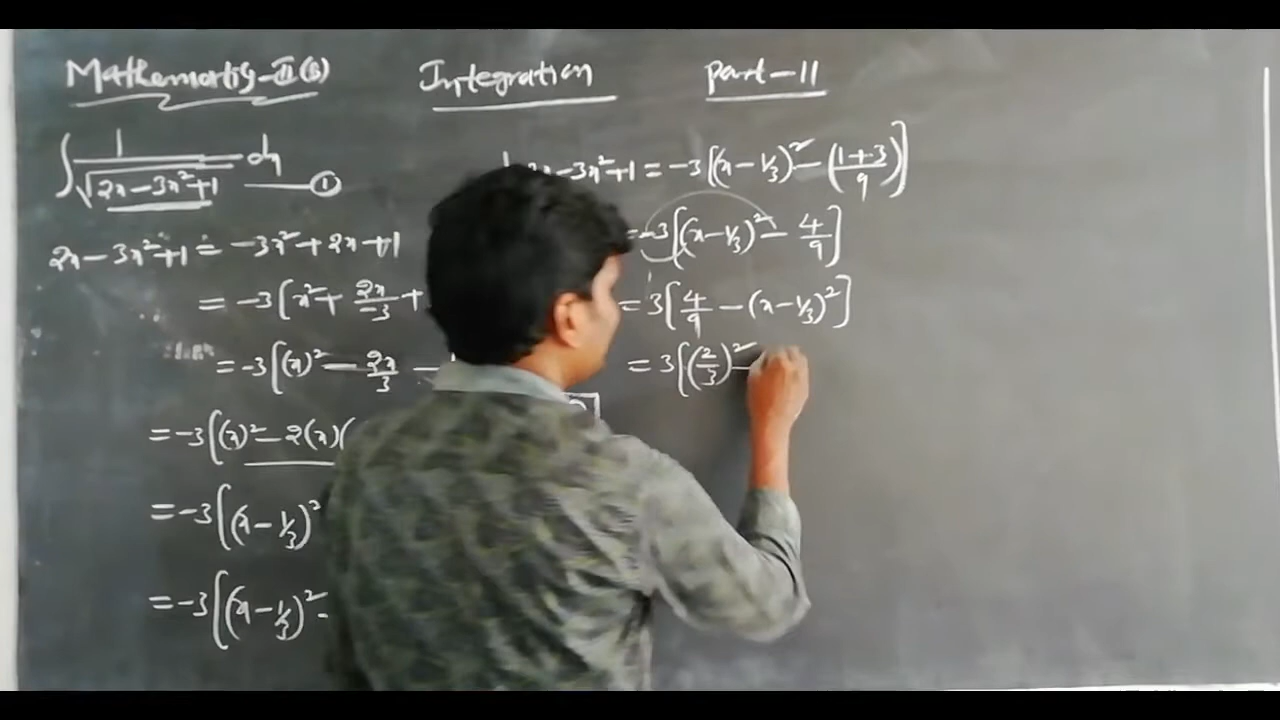 Mathematics-II(B) Integration Part-11
∫ 1/√(2x-3x²+1) dx ——①
2x-3x²+1 = -3x²+2x+1
= -3[x²+ 2x/-3 +
= -3[(x)² - 2x/3 -
= -3[(x)² - 2(x)(
= -3[(x-1/3)²
= -3[(x-1/3)² -
2x-3x²+1 = -3[(x-1/3)² - (1+3/9)]
= -3[(x-1/3)² - 4/9]
= 3[4/9 - (x-1/3)²]
= 3[(2/3)² -